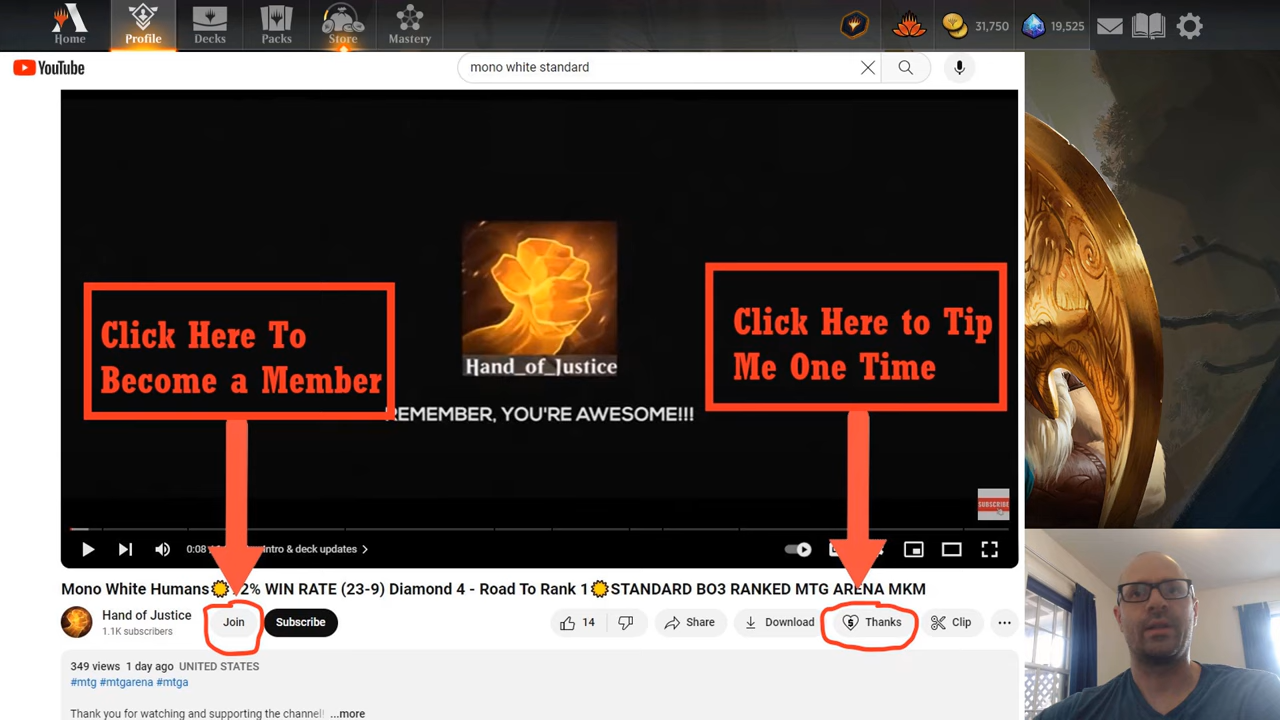 Home
Profile
Decks
Packs
Store
Mastery
31,750
19,525
YouTube
mono white standard
Hand_of_Justice
REMEMBER, YOU'RE AWESOME!!!
Click Here To
Become a Member
Click Here to Tip
Me One Time
SUBSCRIBE
0:08
Intro & deck updates
Mono White Humans 2% WIN RATE (23-9) Diamond 4 - Road To Rank 1 STANDARD BO3 RANKED MTG ARENA MKM
Hand of Justice
1.1K subscribers
Join
Subscribe
14
Share
Download
Thanks
Clip
...
349 views 1 day ago UNITED STATES
#mtg #mtgarena #mtga
Thank you for watching and supporting the channel! ...more